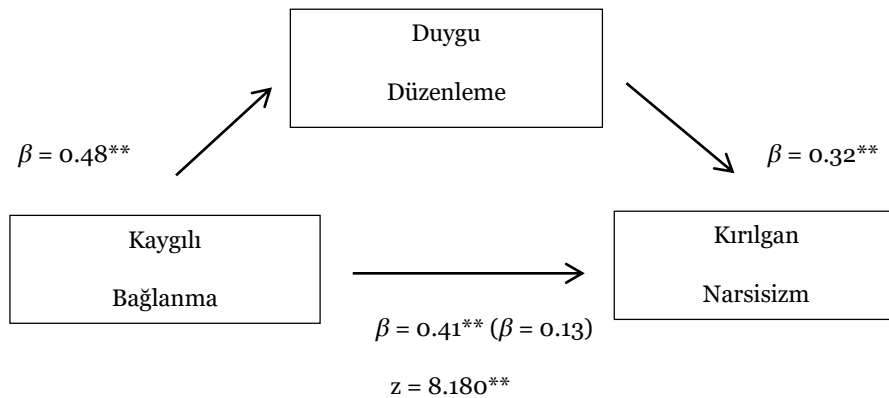 Duygu
Düzenleme
β = 0.48**
β = 0.32**
Kaygılı
Bağlanma
Kırılgan
Narsisizm
β = 0.41** (β = 0.13)
z = 8.180**